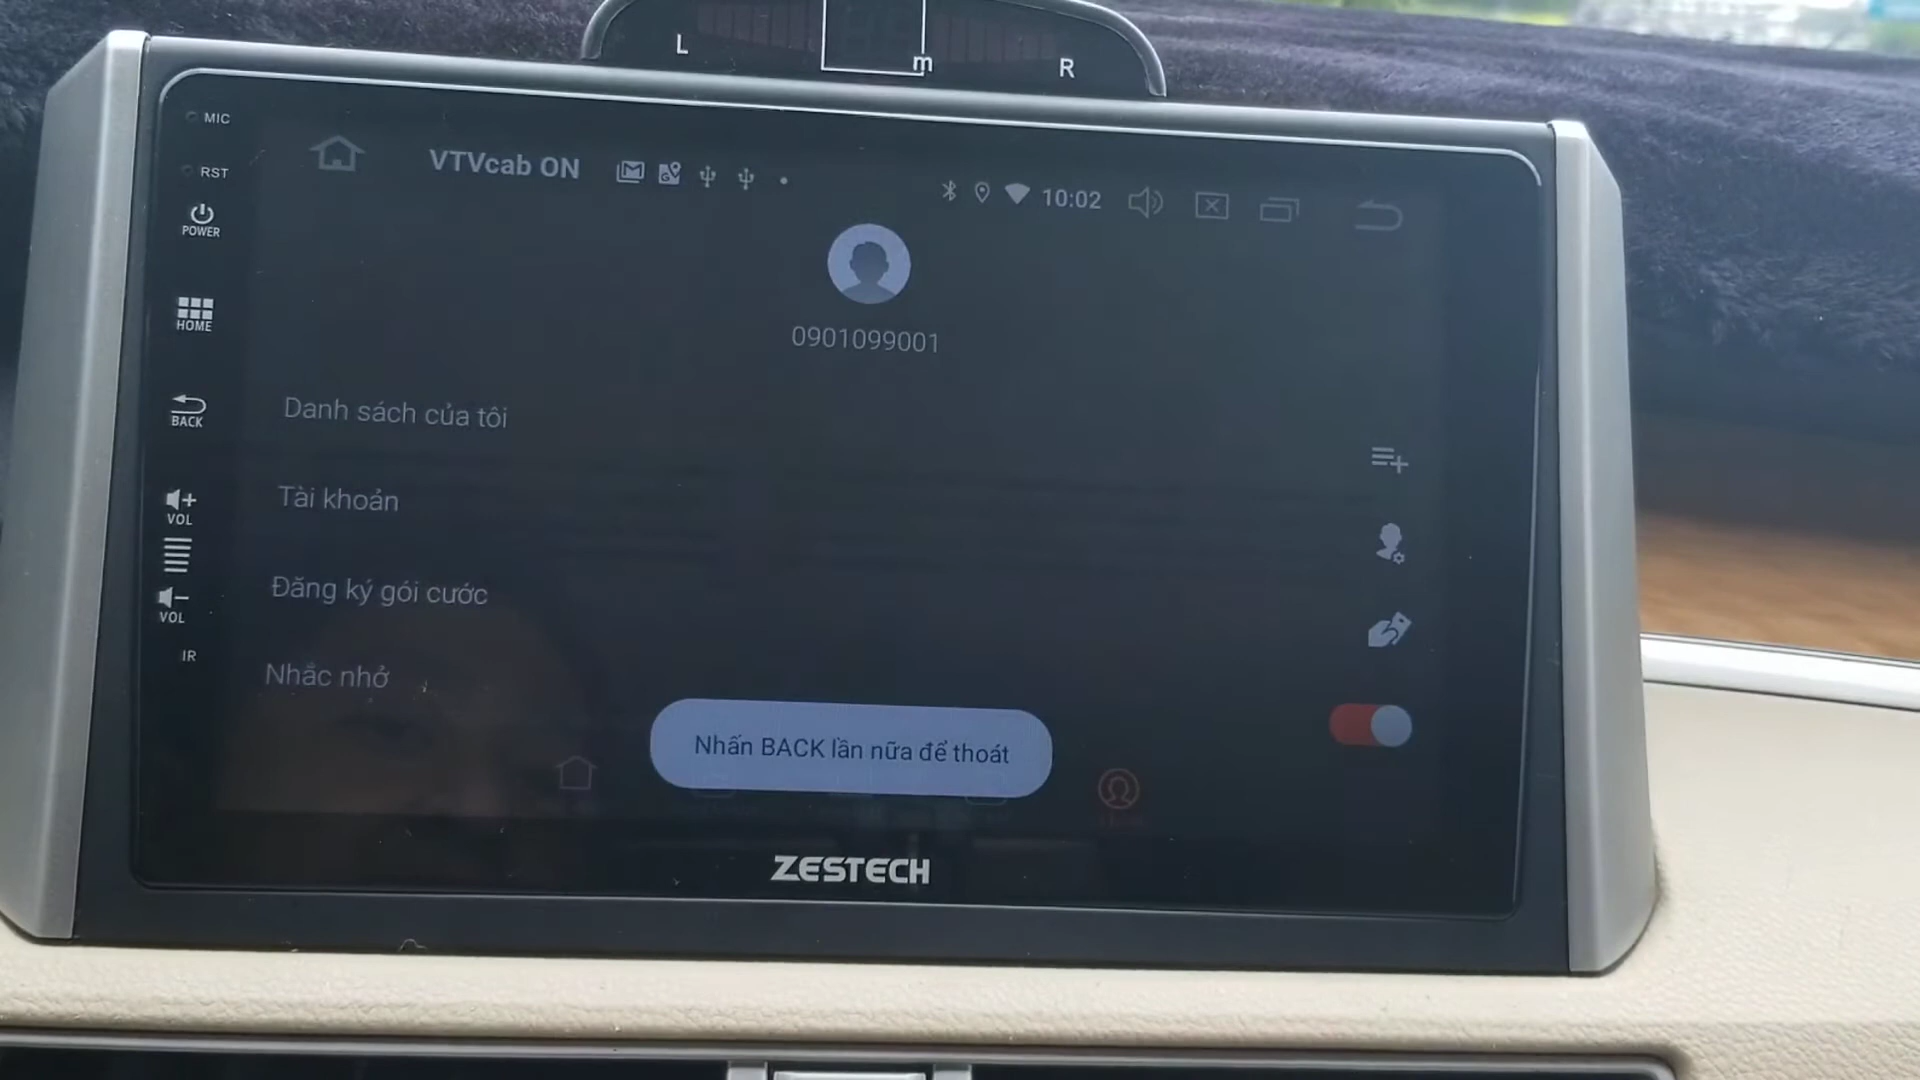 L
m
R
MIC
RST
POWER
HOME
BACK
VOL
VOL
IR
VTVcab ON
10:02
0901099001
Danh sách của tôi
Tài khoản
Đăng ký gói cước
Nhắc nhở
Nhấn BACK lần nữa để thoát
ZESTECH